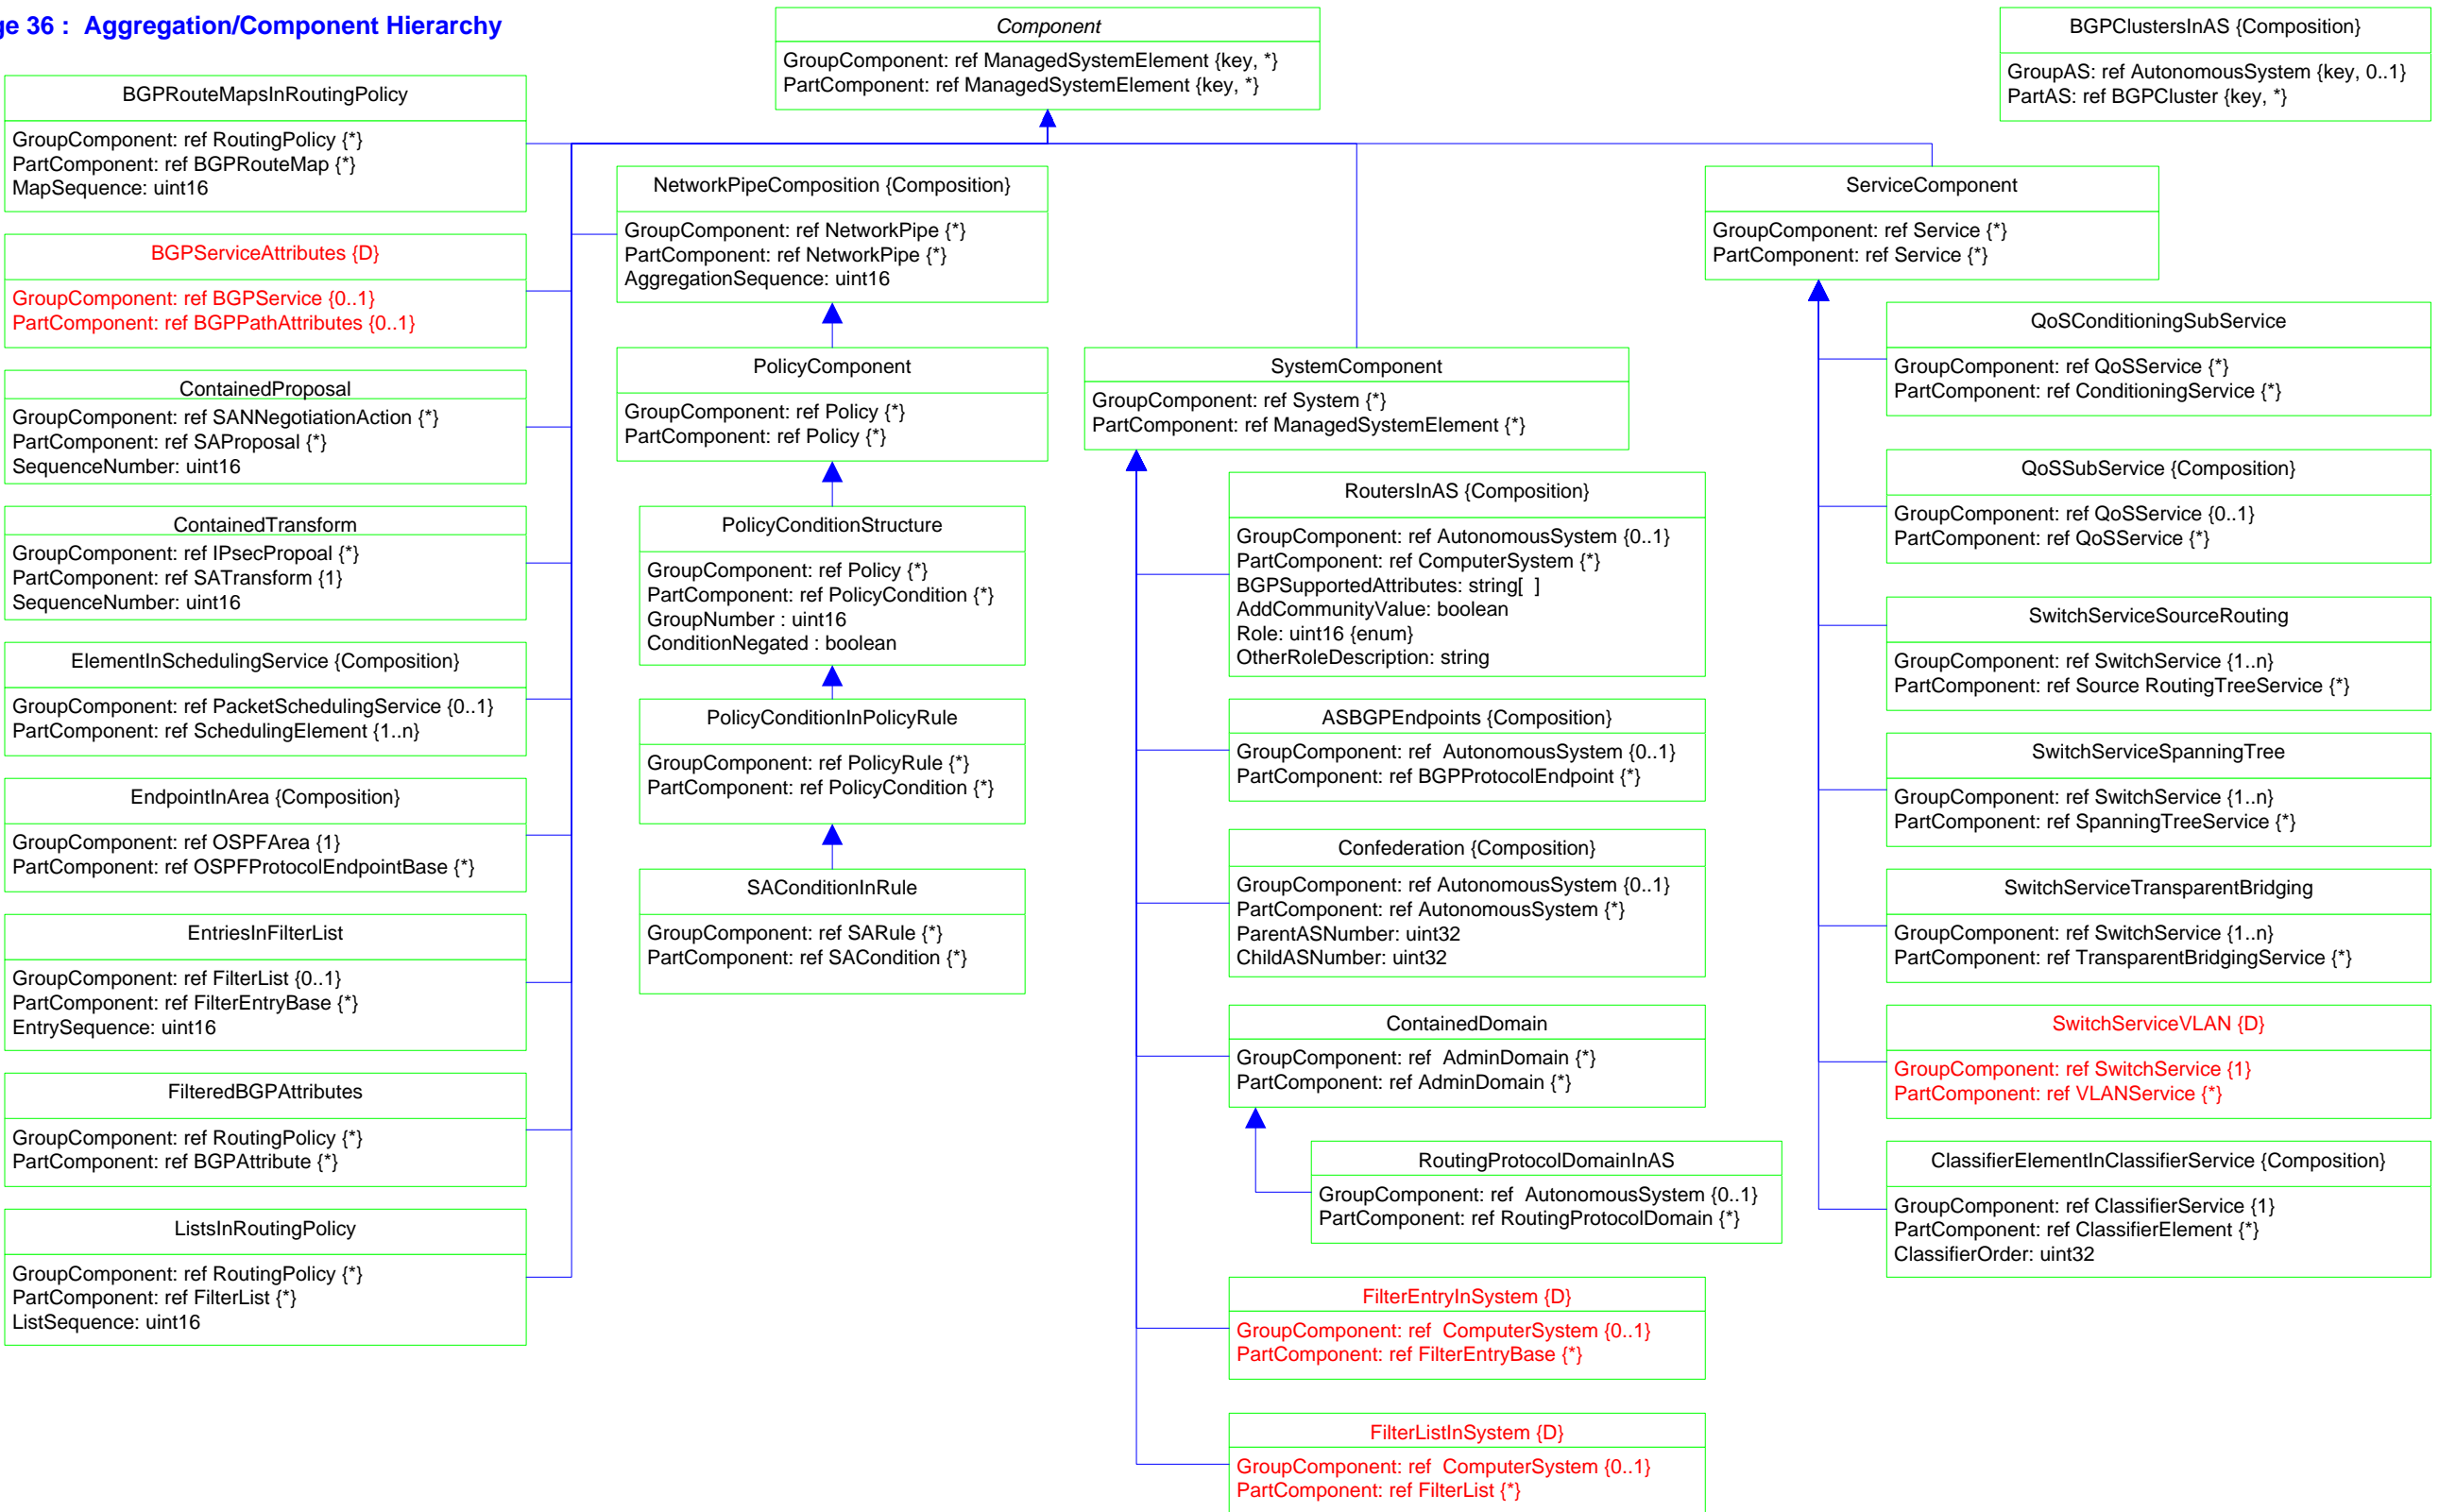 ge 36 :  Aggregation/Component Hierarchy
Component
GroupComponent: ref ManagedSystemElement {key, *}
PartComponent: ref ManagedSystemElement {key, *}
BGPClustersInAS {Composition}
GroupAS: ref AutonomousSystem {key, 0..1}
PartAS: ref BGPCluster {key, *}
BGPRouteMapsInRoutingPolicy
GroupComponent: ref RoutingPolicy {*}
PartComponent: ref BGPRouteMap {*}
MapSequence: uint16
BGPServiceAttributes {D}
GroupComponent: ref BGPService {0..1}
PartComponent: ref BGPPathAttributes {0..1}
ContainedProposal
GroupComponent: ref SANNegotiationAction {*}
PartComponent: ref SAProposal {*}
SequenceNumber: uint16
ContainedTransform
GroupComponent: ref IPsecPropoal {*}
PartComponent: ref SATransform {1}
SequenceNumber: uint16
ElementInSchedulingService {Composition}
GroupComponent: ref PacketSchedulingService {0..1}
PartComponent: ref SchedulingElement {1..n}
EndpointInArea {Composition}
GroupComponent: ref OSPFArea {1}
PartComponent: ref OSPFProtocolEndpointBase {*}
EntriesInFilterList
GroupComponent: ref FilterList {0..1}
PartComponent: ref FilterEntryBase {*}
EntrySequence: uint16
FilteredBGPAttributes
GroupComponent: ref RoutingPolicy {*}
PartComponent: ref BGPAttribute {*}
ListsInRoutingPolicy
GroupComponent: ref RoutingPolicy {*}
PartComponent: ref FilterList {*}
ListSequence: uint16
NetworkPipeComposition {Composition}
GroupComponent: ref NetworkPipe {*}
PartComponent: ref NetworkPipe {*}
AggregationSequence: uint16
PolicyComponent
GroupComponent: ref Policy {*}
PartComponent: ref Policy {*}
PolicyConditionStructure
GroupComponent: ref Policy {*}
PartComponent: ref PolicyCondition {*}
GroupNumber : uint16
ConditionNegated : boolean
PolicyConditionInPolicyRule
GroupComponent: ref PolicyRule {*}
PartComponent: ref PolicyCondition {*}
SAConditionInRule
GroupComponent: ref SARule {*}
PartComponent: ref SACondition {*}
SystemComponent
GroupComponent: ref System {*}
PartComponent: ref ManagedSystemElement {*}
RoutersInAS {Composition}
GroupComponent: ref AutonomousSystem {0..1}
PartComponent: ref ComputerSystem {*}
BGPSupportedAttributes: string[  ]
AddCommunityValue: boolean
Role: uint16 {enum}
OtherRoleDescription: string
ASBGPEndpoints {Composition}
GroupComponent: ref  AutonomousSystem {0..1}
PartComponent: ref BGPProtocolEndpoint {*}
Confederation {Composition}
GroupComponent: ref AutonomousSystem {0..1}
PartComponent: ref AutonomousSystem {*}
ParentASNumber: uint32
ChildASNumber: uint32
ContainedDomain
GroupComponent: ref  AdminDomain {*}
PartComponent: ref AdminDomain {*}
RoutingProtocolDomainInAS
GroupComponent: ref  AutonomousSystem {0..1}
PartComponent: ref RoutingProtocolDomain {*}
FilterEntryInSystem {D}
GroupComponent: ref  ComputerSystem {0..1}
PartComponent: ref FilterEntryBase {*}
FilterListInSystem {D}
GroupComponent: ref  ComputerSystem {0..1}
PartComponent: ref FilterList {*}
ServiceComponent
GroupComponent: ref Service {*}
PartComponent: ref Service {*}
QoSConditioningSubService
GroupComponent: ref QoSService {*}
PartComponent: ref ConditioningService {*}
QoSSubService {Composition}
GroupComponent: ref QoSService {0..1}
PartComponent: ref QoSService {*}
SwitchServiceSourceRouting
GroupComponent: ref SwitchService {1..n}
PartComponent: ref Source RoutingTreeService {*}
SwitchServiceSpanningTree
GroupComponent: ref SwitchService {1..n}
PartComponent: ref SpanningTreeService {*}
SwitchServiceTransparentBridging
GroupComponent: ref SwitchService {1..n}
PartComponent: ref TransparentBridgingService {*}
SwitchServiceVLAN {D}
GroupComponent: ref SwitchService {1}
PartComponent: ref VLANService {*}
ClassifierElementInClassifierService {Composition}
GroupComponent: ref ClassifierService {1}
PartComponent: ref ClassifierElement {*}
ClassifierOrder: uint32